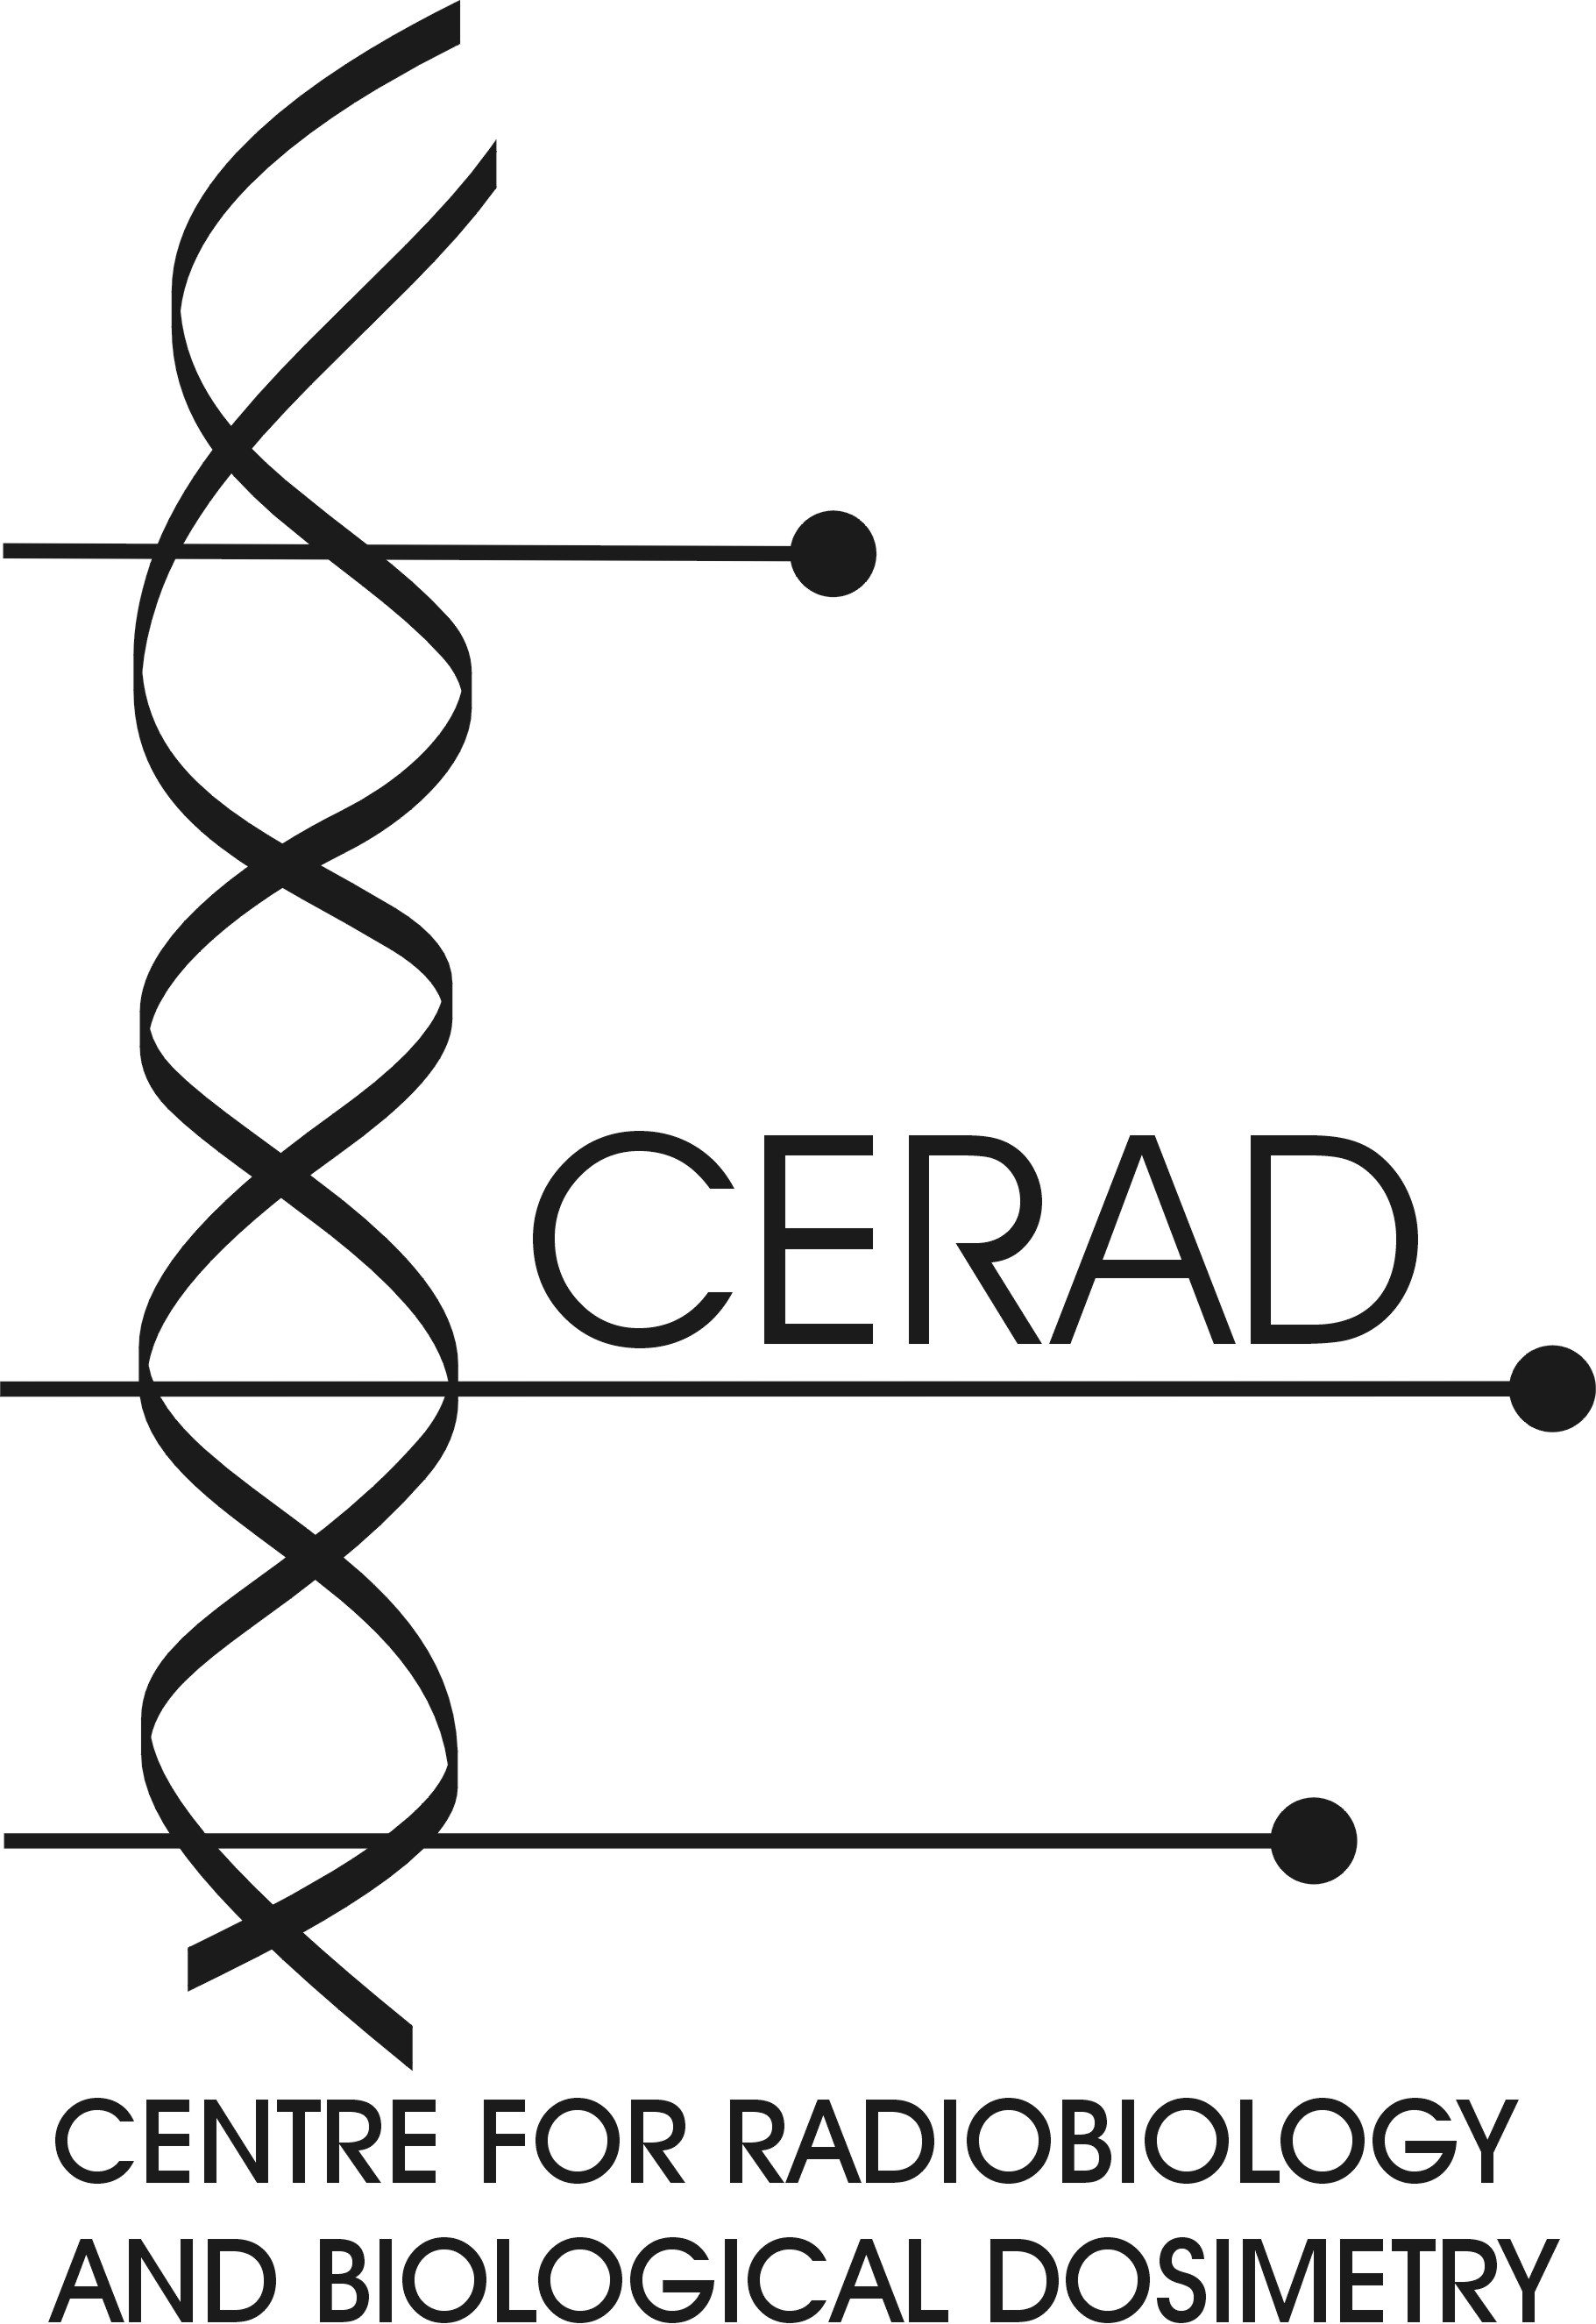 CERAD
CENTRE FOR RADIOBIOLOGY
AND BIOLOGICAL DOSIMETRY